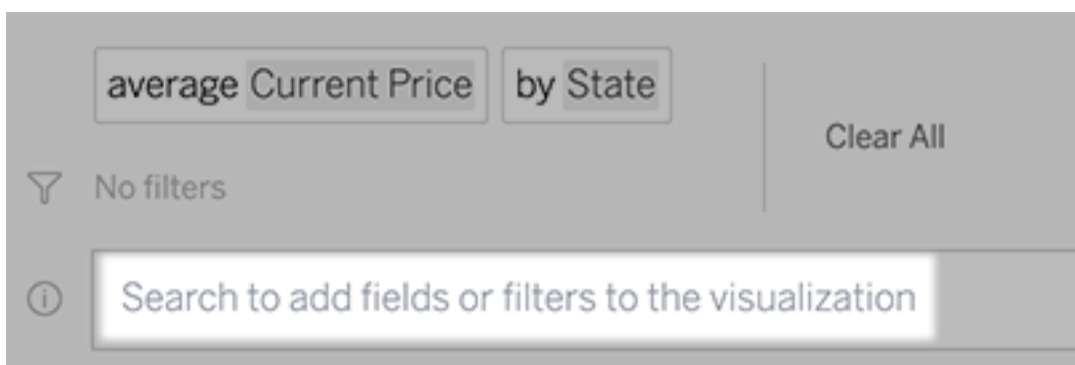 average Current Price by State
Clear All
No filters
Search to add fields or filters to the visualization